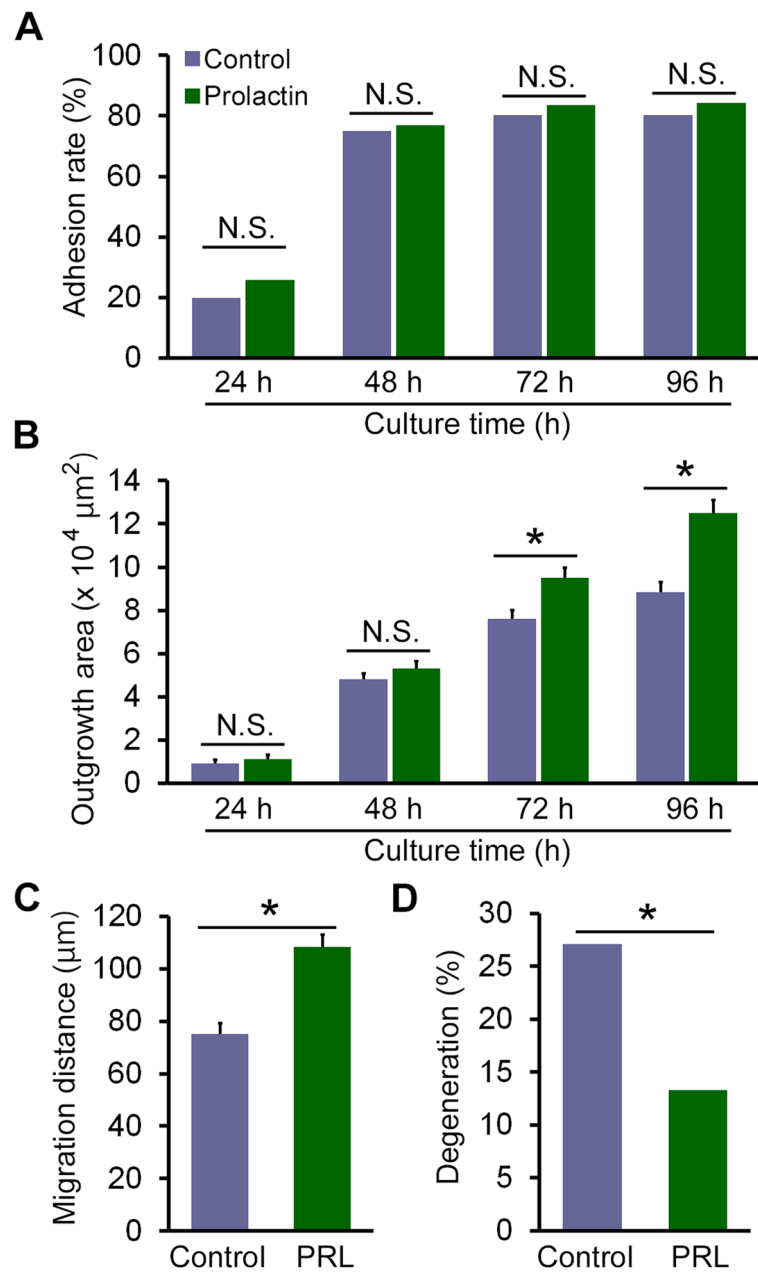 A
Adhesion rate (%)
100
80
60
40
20
0
Control
Prolactin
N.S.
N.S.
N.S.
N.S.
24 h 48 h 72 h 96 h
Culture time (h)
B
Outgrowth area (x 10⁴ µm²)
14
12
10
8
6
4
2
0
N.S.
N.S.
*
*
24 h 48 h 72 h 96 h
Culture time (h)
C
Migration distance (µm)
120
100
80
60
40
20
0
*
Control PRL
D
Degeneration (%)
30
25
20
15
10
5
0
*
Control PRL